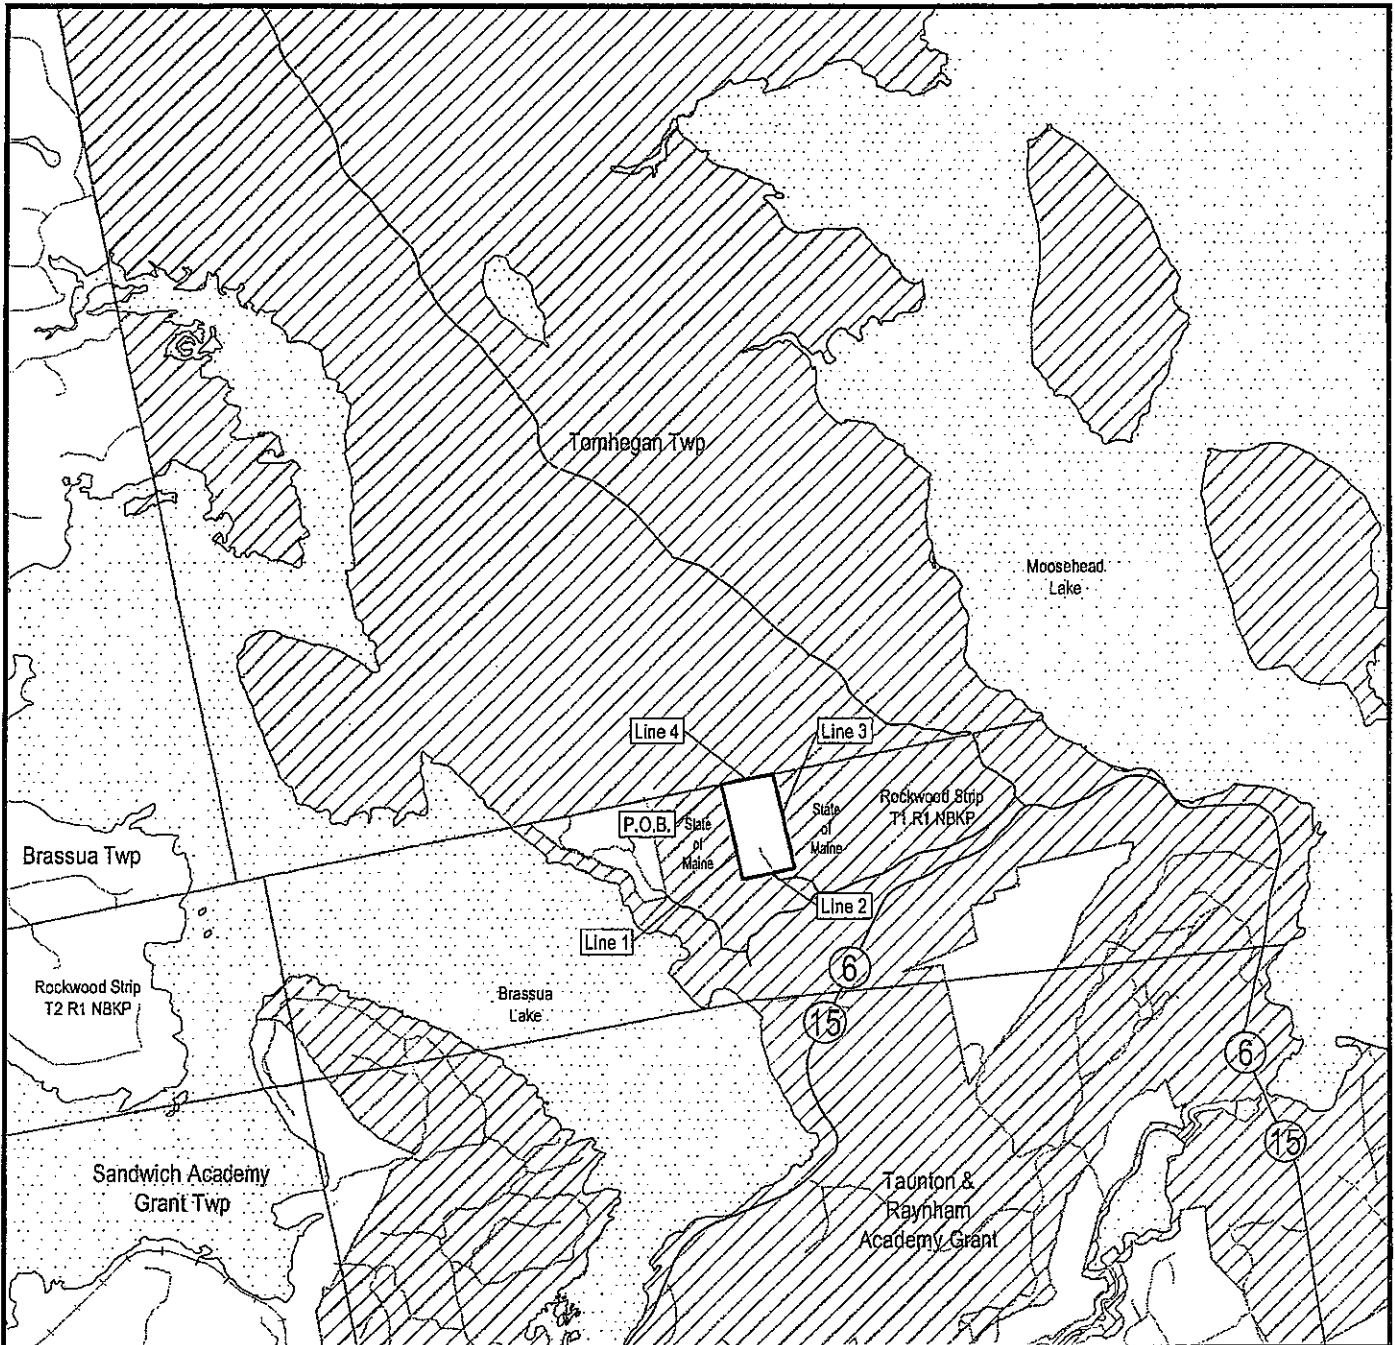 Tomhegan Twp
Moosehead
Lake
Line 4
Line 3
P.O.B.
State
of
Maine
State
of
Maine
Rockwood Strip
T1 R1 NBKP
Brassua Twp
Line 2
Line 1
6
15
Rockwood Strip
T2 R1 NBKP
Brassua
Lake
6
15
Sandwich Academy
Grant Twp
Taunton &
Raynham
Academy Grant